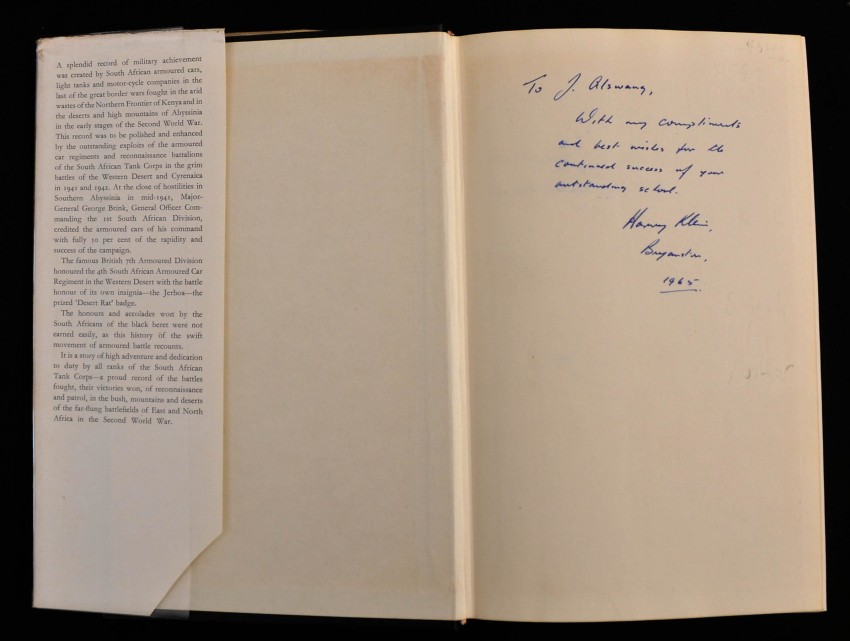 A splendid record of military achievement
was created by South African armoured cars,
light tanks and motor-cycle companies in the
last of the great border wars fought in the arid
wastes of the Northern Frontier of Kenya and in
the deserts and high mountains of Abyssinia
in the early stages of the Second World War.
This record was to be polished and enhanced
by the outstanding exploits of the armoured
car regiments and reconnaissance battalions
of the South African Tank Corps in the grim
battles of the Western Desert and Cyrenaica
in 1941 and 1942. At the close of hostilities in
Southern Abyssinia in mid-1941, Major-
General George Brink, General Officer Com-
manding the 1st South African Division,
credited the armoured cars of his command
with fully 50 per cent of the rapidity and
success of the campaign.
The famous British 7th Armoured Division
honoured the 4th South African Armoured Car
Regiment in the Western Desert with the battle
honour of its own insignia—the Jerboa—the
prized 'Desert Rat' badge.
The honours and accolades won by the
South Africans of the black beret were not
earned easily, as this history of the swift
movement of armoured battle recounts.
It is a story of high adventure and dedication
to duty by all ranks of the South African
Tank Corps—a proud record of the battles
fought, their victories won, of reconnaissance
and patrol, in the bush, mountains and deserts
of the far-flung battlefields of East and North
Africa in the Second World War.
To J. Alswang,
With my compliments
and best wishes for the
continued success of your
outstanding school.
Harry Klein,
Bryanston,
1965.